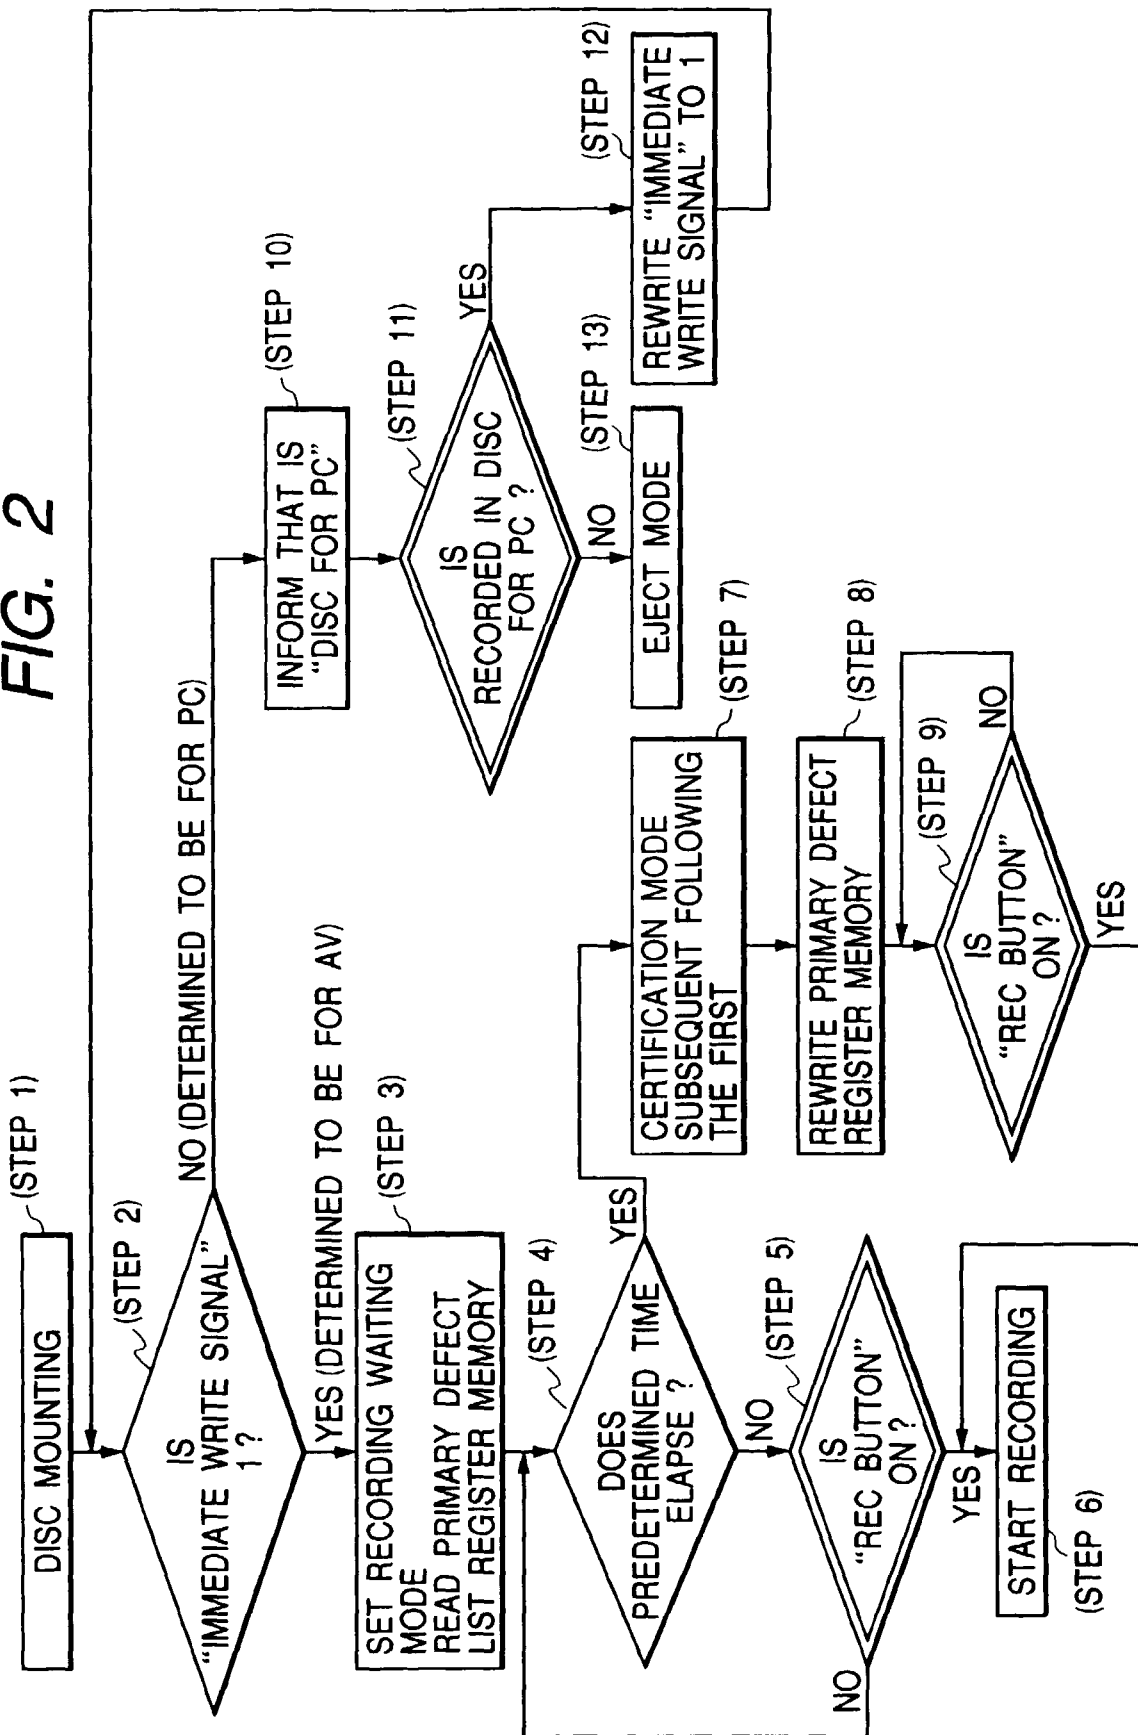 FIG. 2
DISC MOUNTING
(STEP 1)
(STEP 2)
IS
“IMMEDIATE WRITE SIGNAL”
1 ?
NO (DETERMINED TO BE FOR PC)
YES (DETERMINED TO BE FOR AV)
SET RECORDING WAITING
MODE
READ PRIMARY DEFECT
LIST REGISTER MEMORY
(STEP 3)
(STEP 4)
DOES
PREDETERMINED TIME
ELAPSE ?
YES
NO
(STEP 5)
IS
“REC BUTTON”
ON ?
NO
YES
START RECORDING
(STEP 6)
CERTIFICATION MODE
SUBSEQUENT FOLLOWING
THE FIRST
(STEP 7)
REWRITE PRIMARY DEFECT
REGISTER MEMORY
(STEP 8)
(STEP 9)
IS
“REC BUTTON”
ON ?
NO
YES
INFORM THAT IS
“DISC FOR PC”
(STEP 10)
(STEP 11)
IS
RECORDED IN DISC
FOR PC ?
YES
NO
REWRITE “IMMEDIATE
WRITE SIGNAL” TO 1
(STEP 12)
EJECT MODE
(STEP 13)